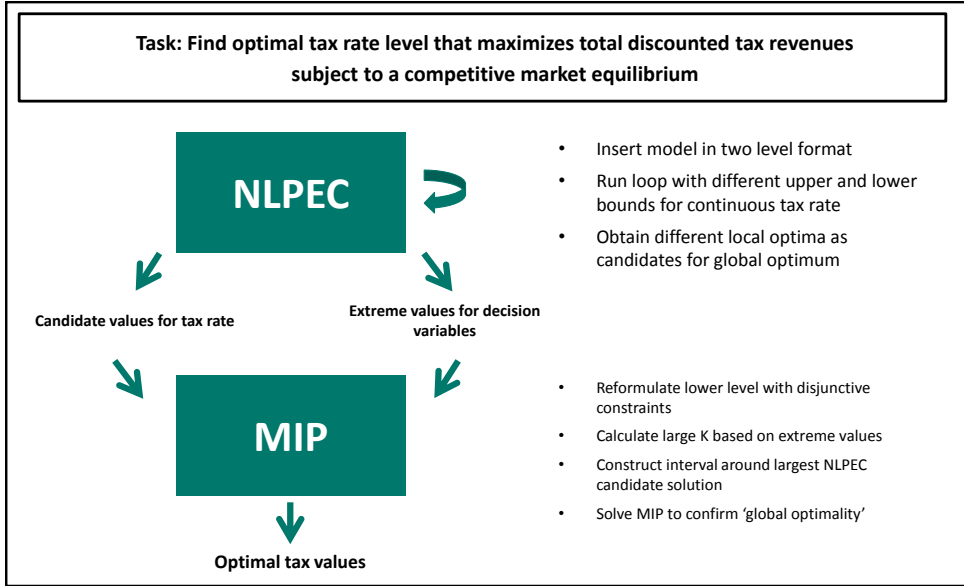 Task: Find optimal tax rate level that maximizes total discounted tax revenues
subject to a competitive market equilibrium
NLPEC
• Insert model in two level format
• Run loop with different upper and lower
bounds for continuous tax rate
• Obtain different local optima as
candidates for global optimum
Candidate values for tax rate
Extreme values for decision
variables
MIP
• Reformulate lower level with disjunctive
constraints
• Calculate large K based on extreme values
• Construct interval around largest NLPEC
candidate solution
• Solve MIP to confirm ‘global optimality’
Optimal tax values